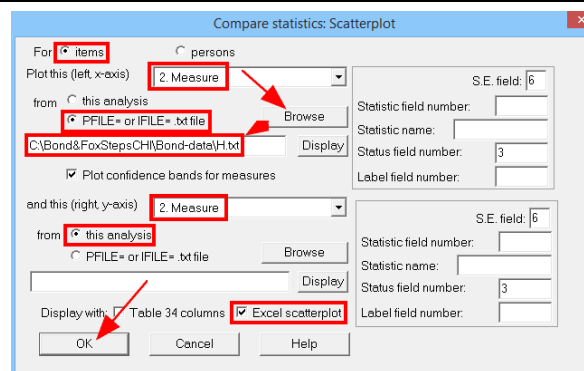 Compare statistics: Scatterplot
For items persons
Plot this (left, x-axis) 2. Measure
from this analysis
PFILE= or IFILE= .txt file Browse
C:\Bond&FoxStepsCHI\Bond-data\H.txt Display
Plot confidence bands for measures
S.E. field: 6
Statistic field number:
Statistic name:
Status field number: 3
Label field number:
and this (right, y-axis) 2. Measure
from this analysis
PFILE= or IFILE= .txt file Browse
Display
S.E. field: 6
Statistic field number:
Statistic name:
Status field number: 3
Label field number:
Display with: Table 34 columns Excel scatterplot
OK Cancel Help